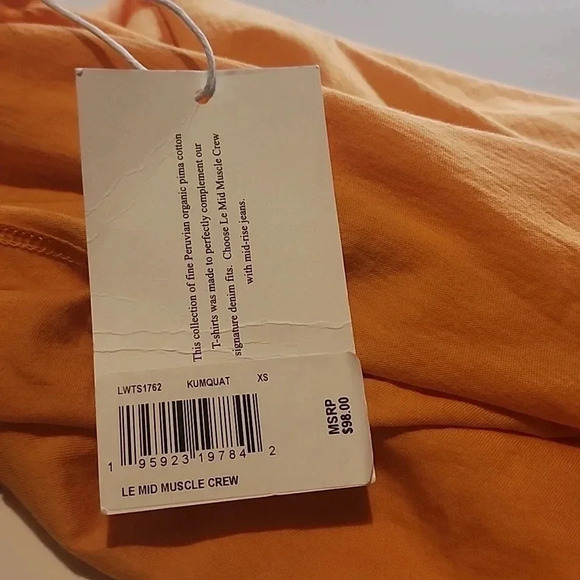 This collection of fine Peruvian organic pima cotton
T-shirts was made to perfectly complement our
signature denim fits. Choose Le Mid Muscle Crew
with mid-rise jeans.
LWTS1762 KUMQUAT XS
MSRP
$98.00
1 95923 19784 2
LE MID MUSCLE CREW